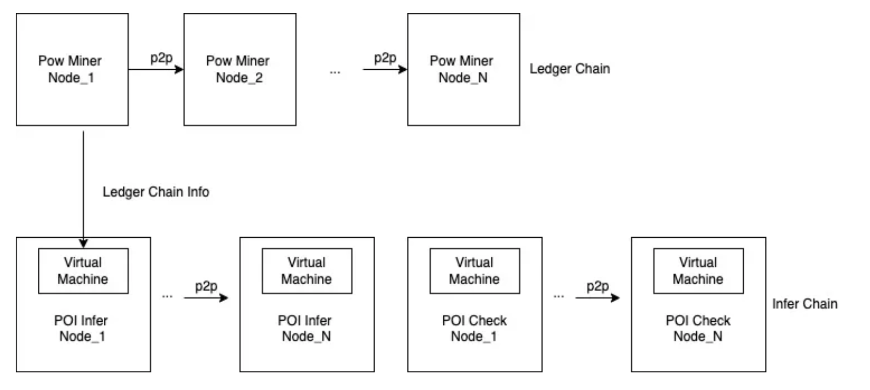 Pow Miner
Node_1
p2p
Pow Miner
Node_2
...
p2p
Pow Miner
Node_N
Ledger Chain
Ledger Chain Info
Virtual
Machine
POI Infer
Node_1
...
p2p
Virtual
Machine
POI Infer
Node_N
Virtual
Machine
POI Check
Node_1
...
p2p
Virtual
Machine
POI Check
Node_N
Infer Chain